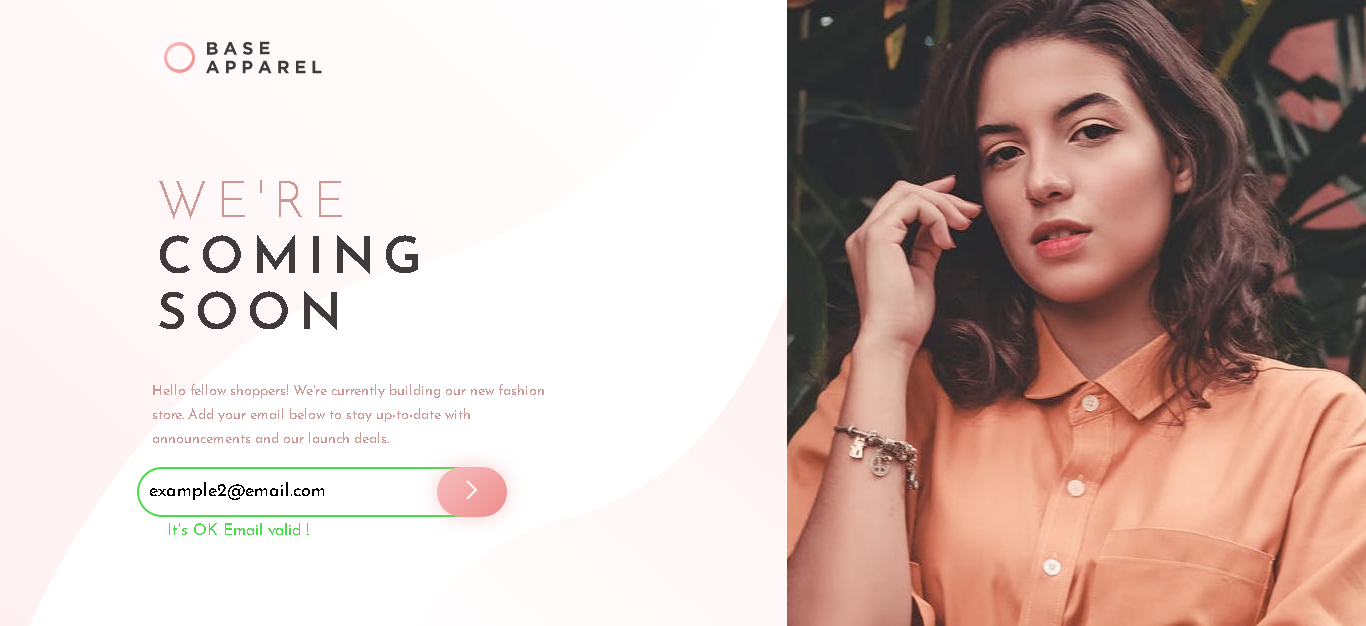 BASE
APPAREL
WE'RE
COMING
SOON
Hello fellow shoppers! We're currently building our new fashion
store. Add your email below to stay up-to-date with
announcements and our launch deals.
example2@email.com
It's OK Email valid !